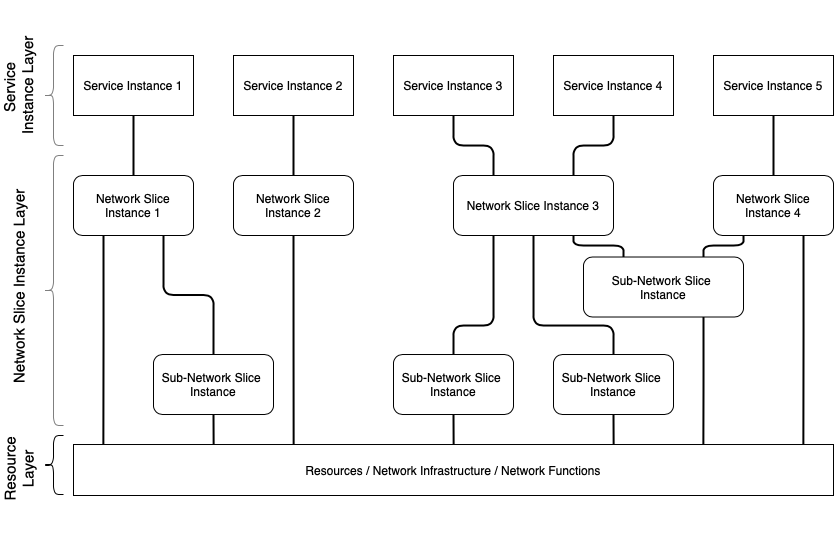 Service
Instance Layer
Service Instance 1
Service Instance 2
Service Instance 3
Service Instance 4
Service Instance 5
Network Slice Instance Layer
Network Slice
Instance 1
Network Slice
Instance 2
Network Slice Instance 3
Network Slice
Instance 4
Sub-Network Slice
Instance
Sub-Network Slice
Instance
Sub-Network Slice
Instance
Sub-Network Slice
Instance
Resource
Layer
Resources / Network Infrastructure / Network Functions